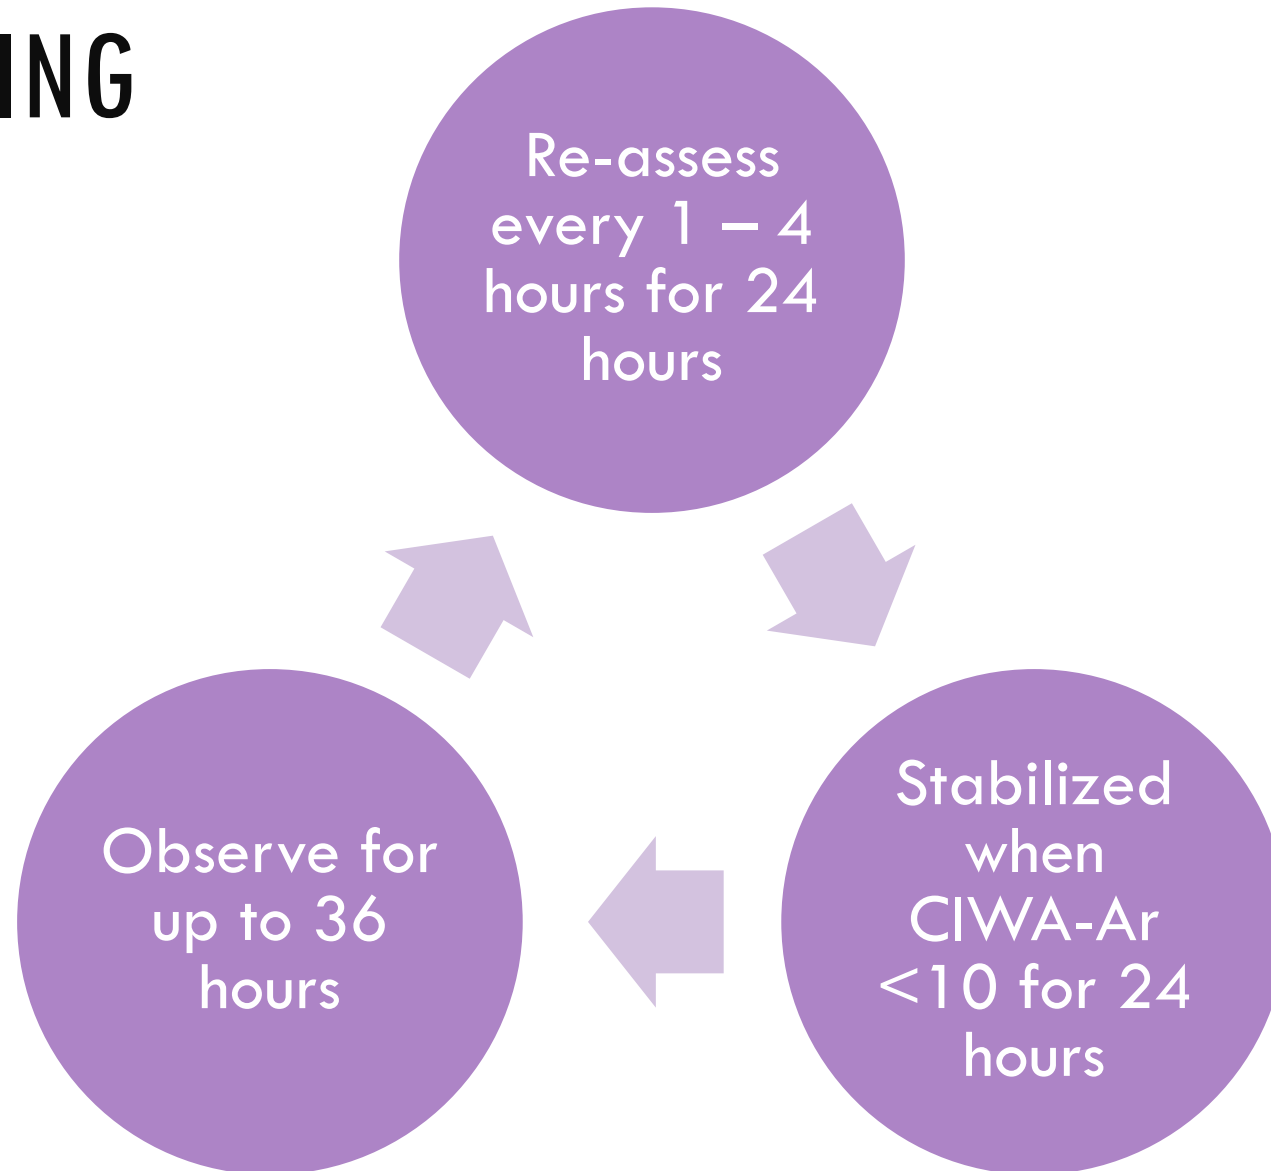 ING
Re-assess
every 1 – 4
hours for 24
hours
Stabilized
when
CIWA-Ar
<10 for 24
hours
Observe for
up to 36
hours